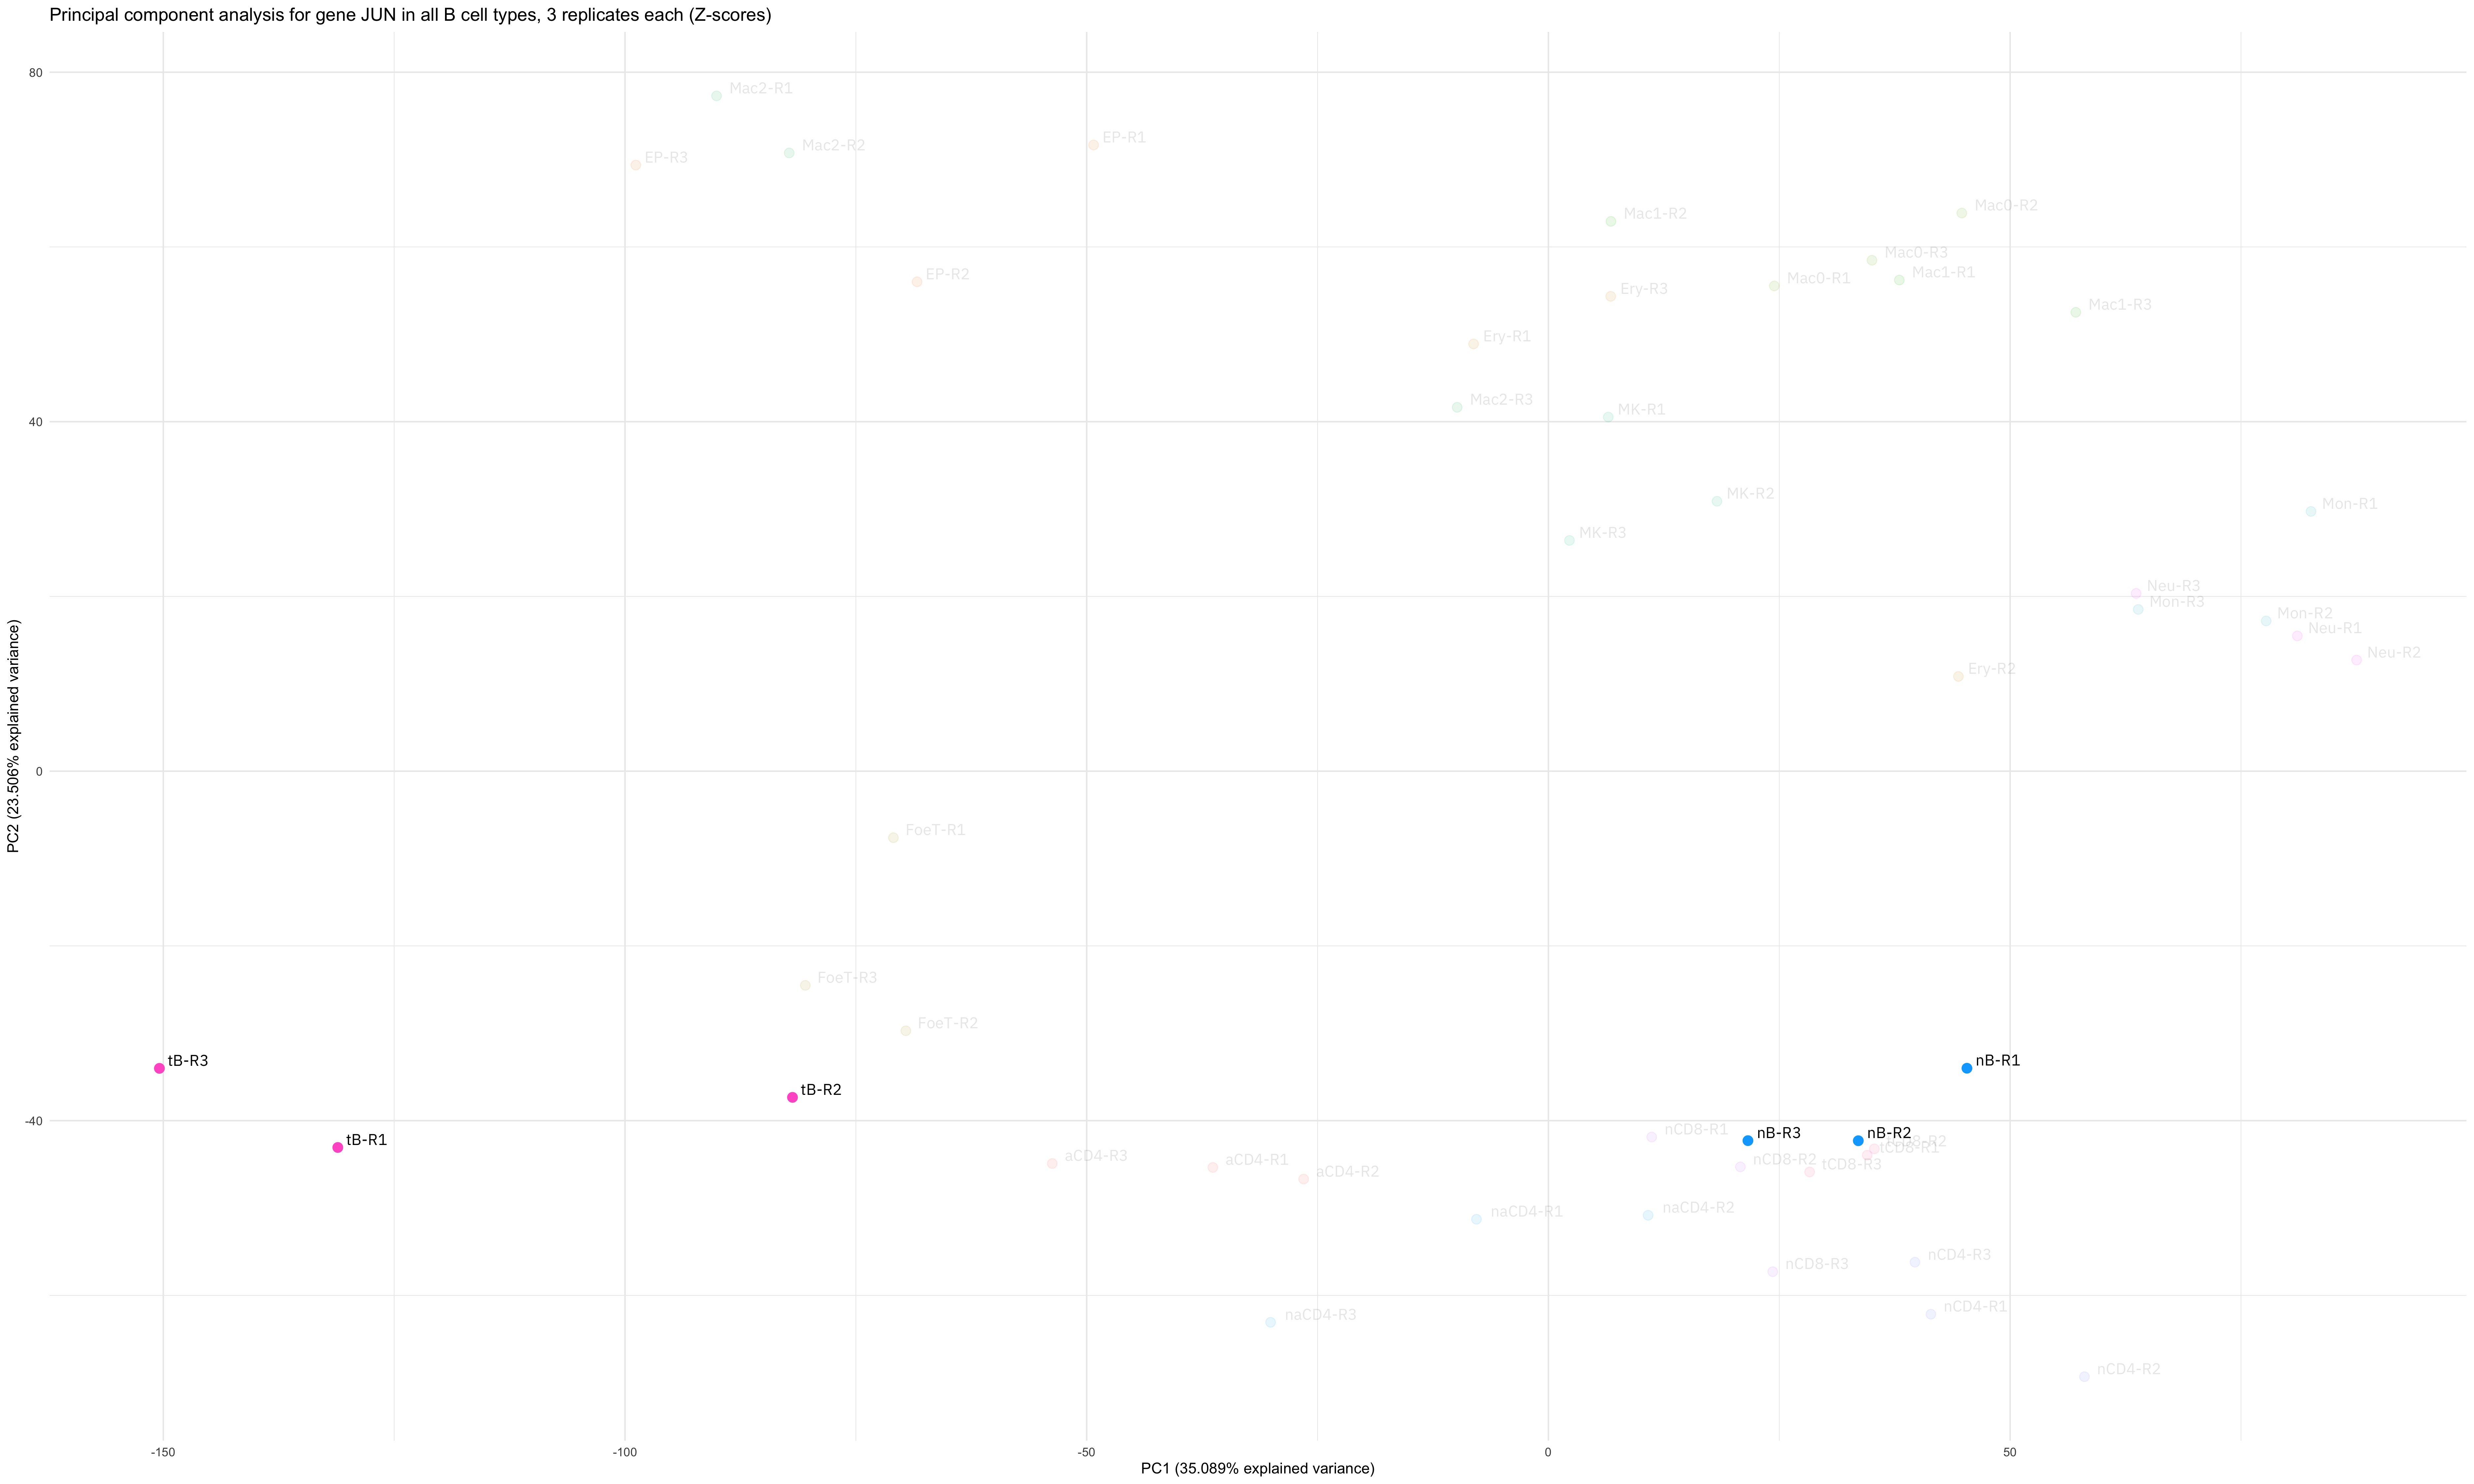 Principal component analysis for gene JUN in all B cell types, 3 replicates each (Z-scores)
80
Mac2-R1
EP-R1
Mac2-R2
EP-R3
Mac0-R2
Mac1-R2
Mac0-R3
Mac1-R1
EP-R2
Mac0-R1
Ery-R3
Mac1-R3
Ery-R1
Mac2-R3
MK-R1
40
MK-R2
Mon-R1
MK-R3
Neu-R3
Mon-R3
Mon-R2
Neu-R1
Neu-R2
Ery-R2
PC2 (23.506% explained variance)
0
FoeT-R1
FoeT-R3
FoeT-R2
tB-R3
nB-R1
tB-R2
-40
nCD8-R1
nB-R3
nB-R2
tB-R1
tCD8-R2
tCD8-R1
aCD4-R3
aCD4-R1
nCD8-R2
tCD8-R3
aCD4-R2
naCD4-R2
naCD4-R1
nCD4-R3
nCD8-R3
nCD4-R1
naCD4-R3
nCD4-R2
-150
-100
-50
0
50
PC1 (35.089% explained variance)